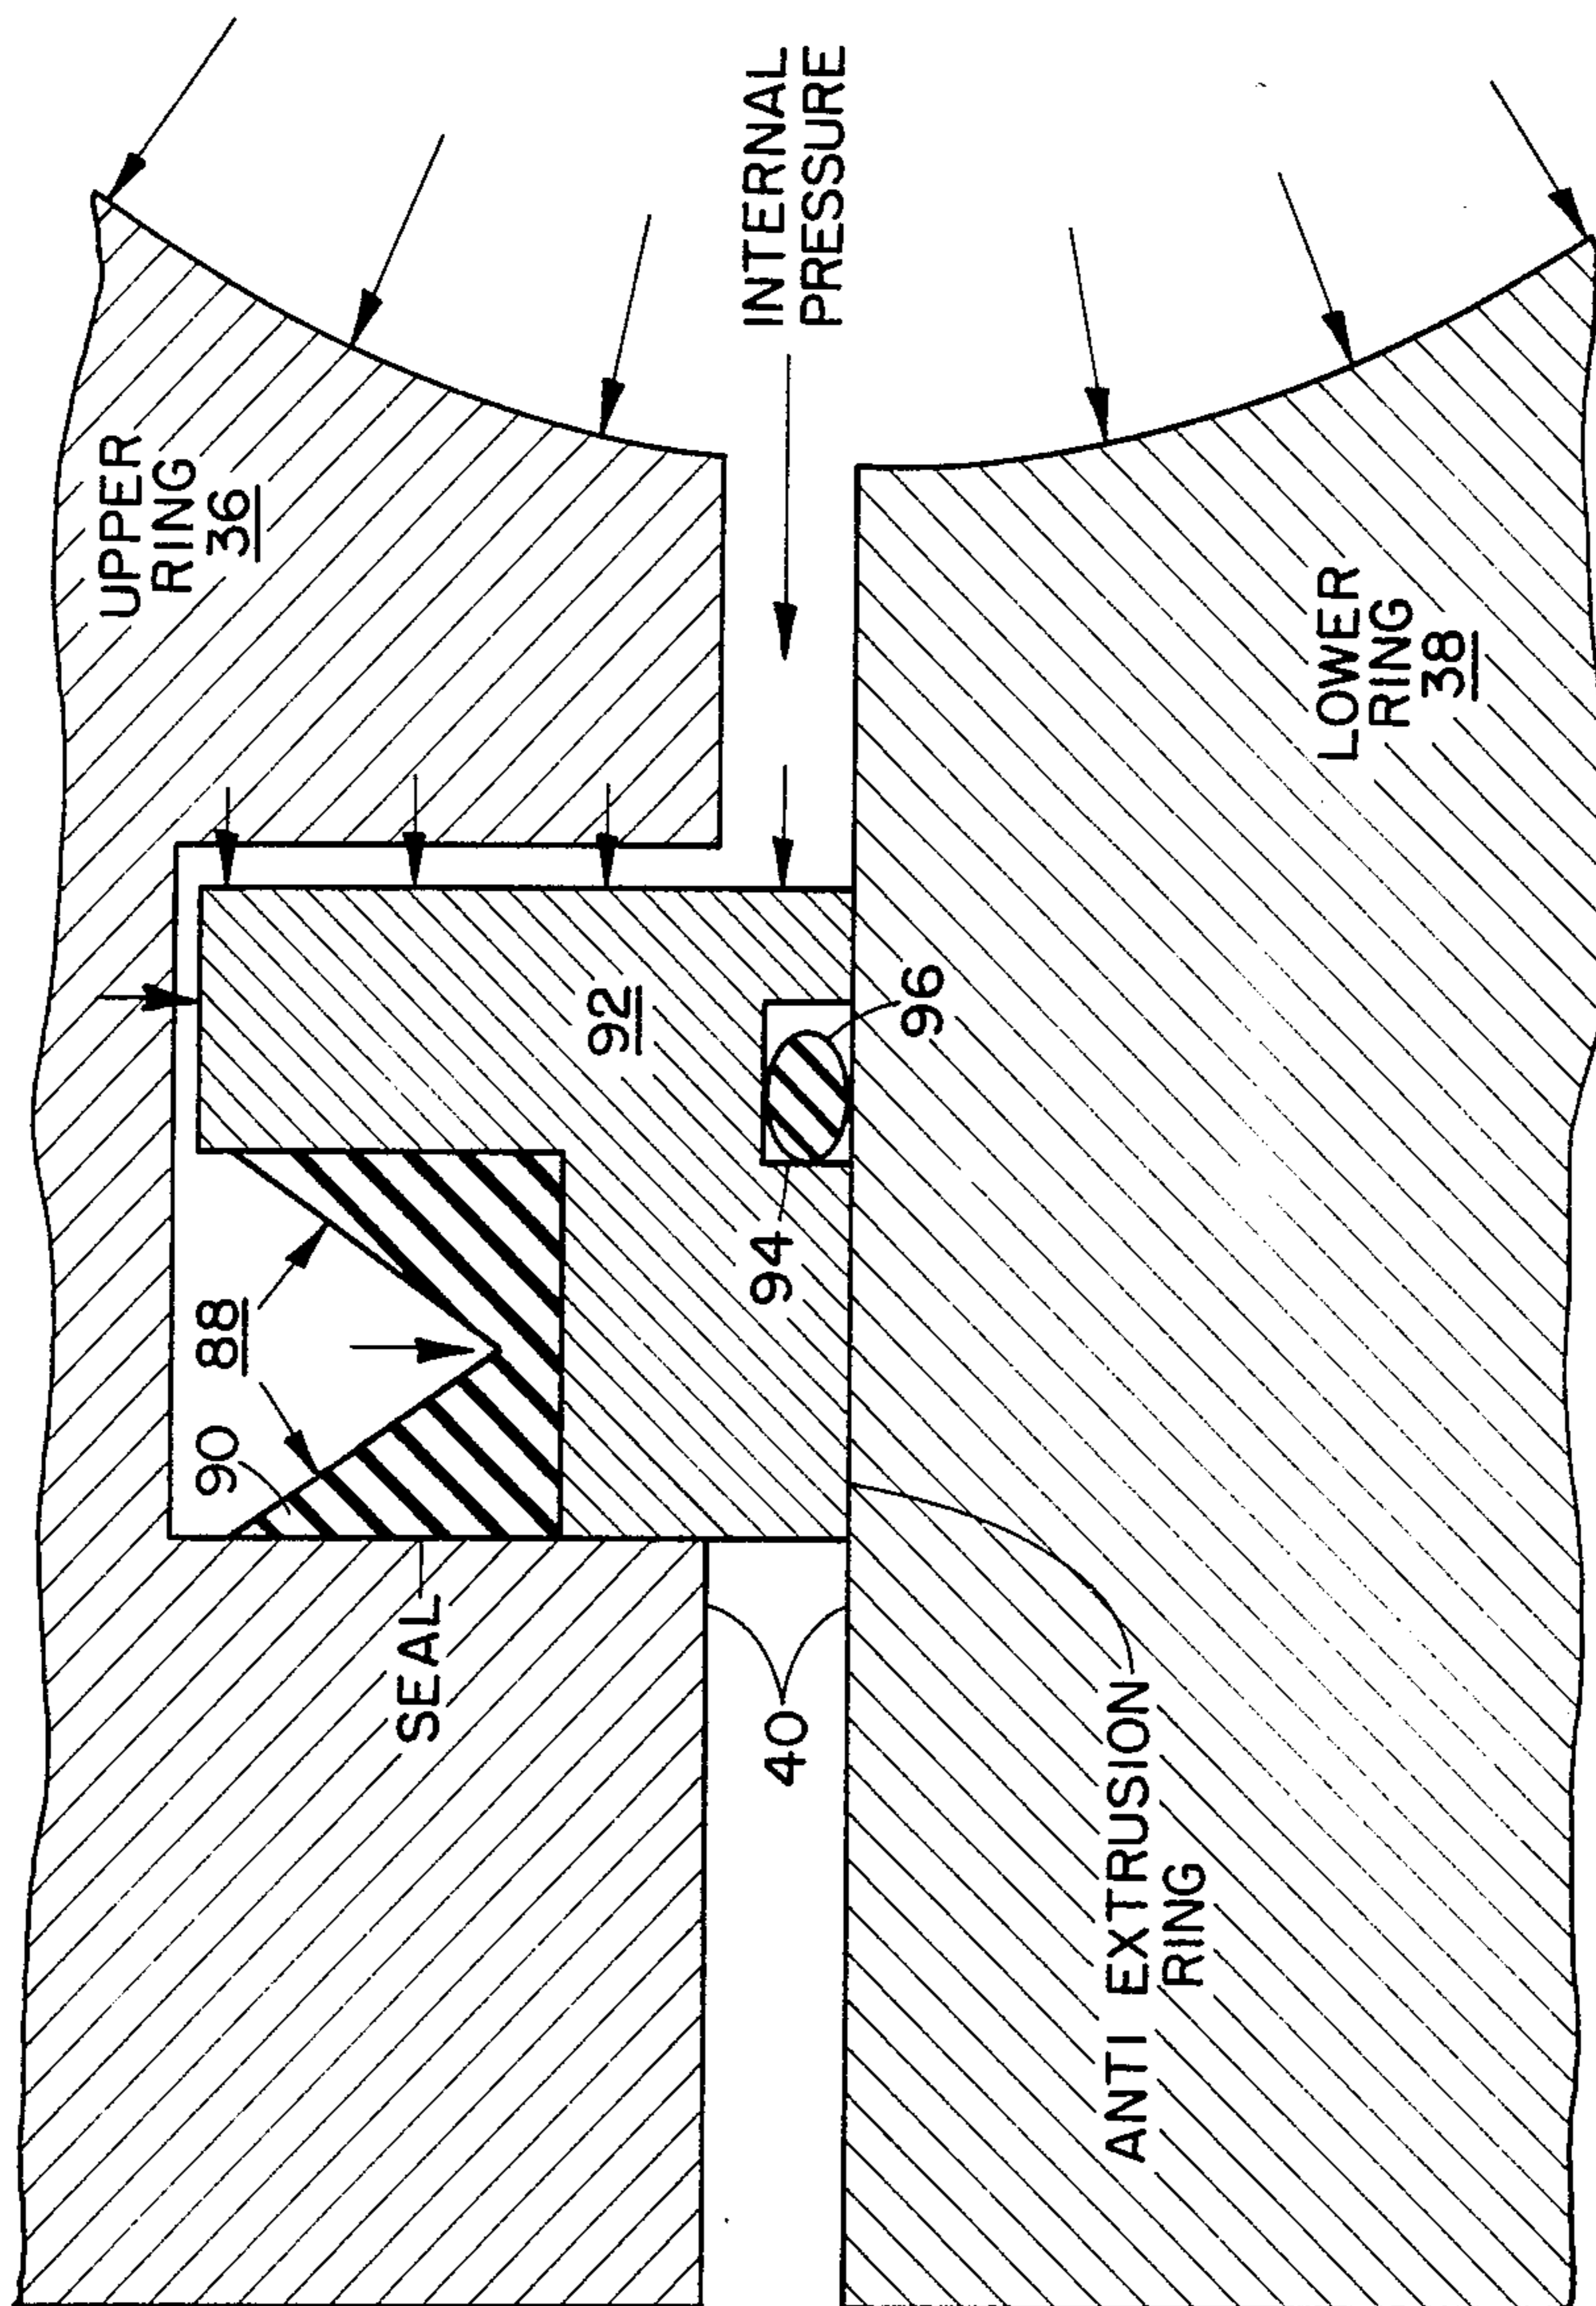 UPPER
RING
36
INTERNAL
PRESSURE
LOWER
RING
38
92
96
94
88
90
SEAL
40
ANTI EXTRUSION
RING